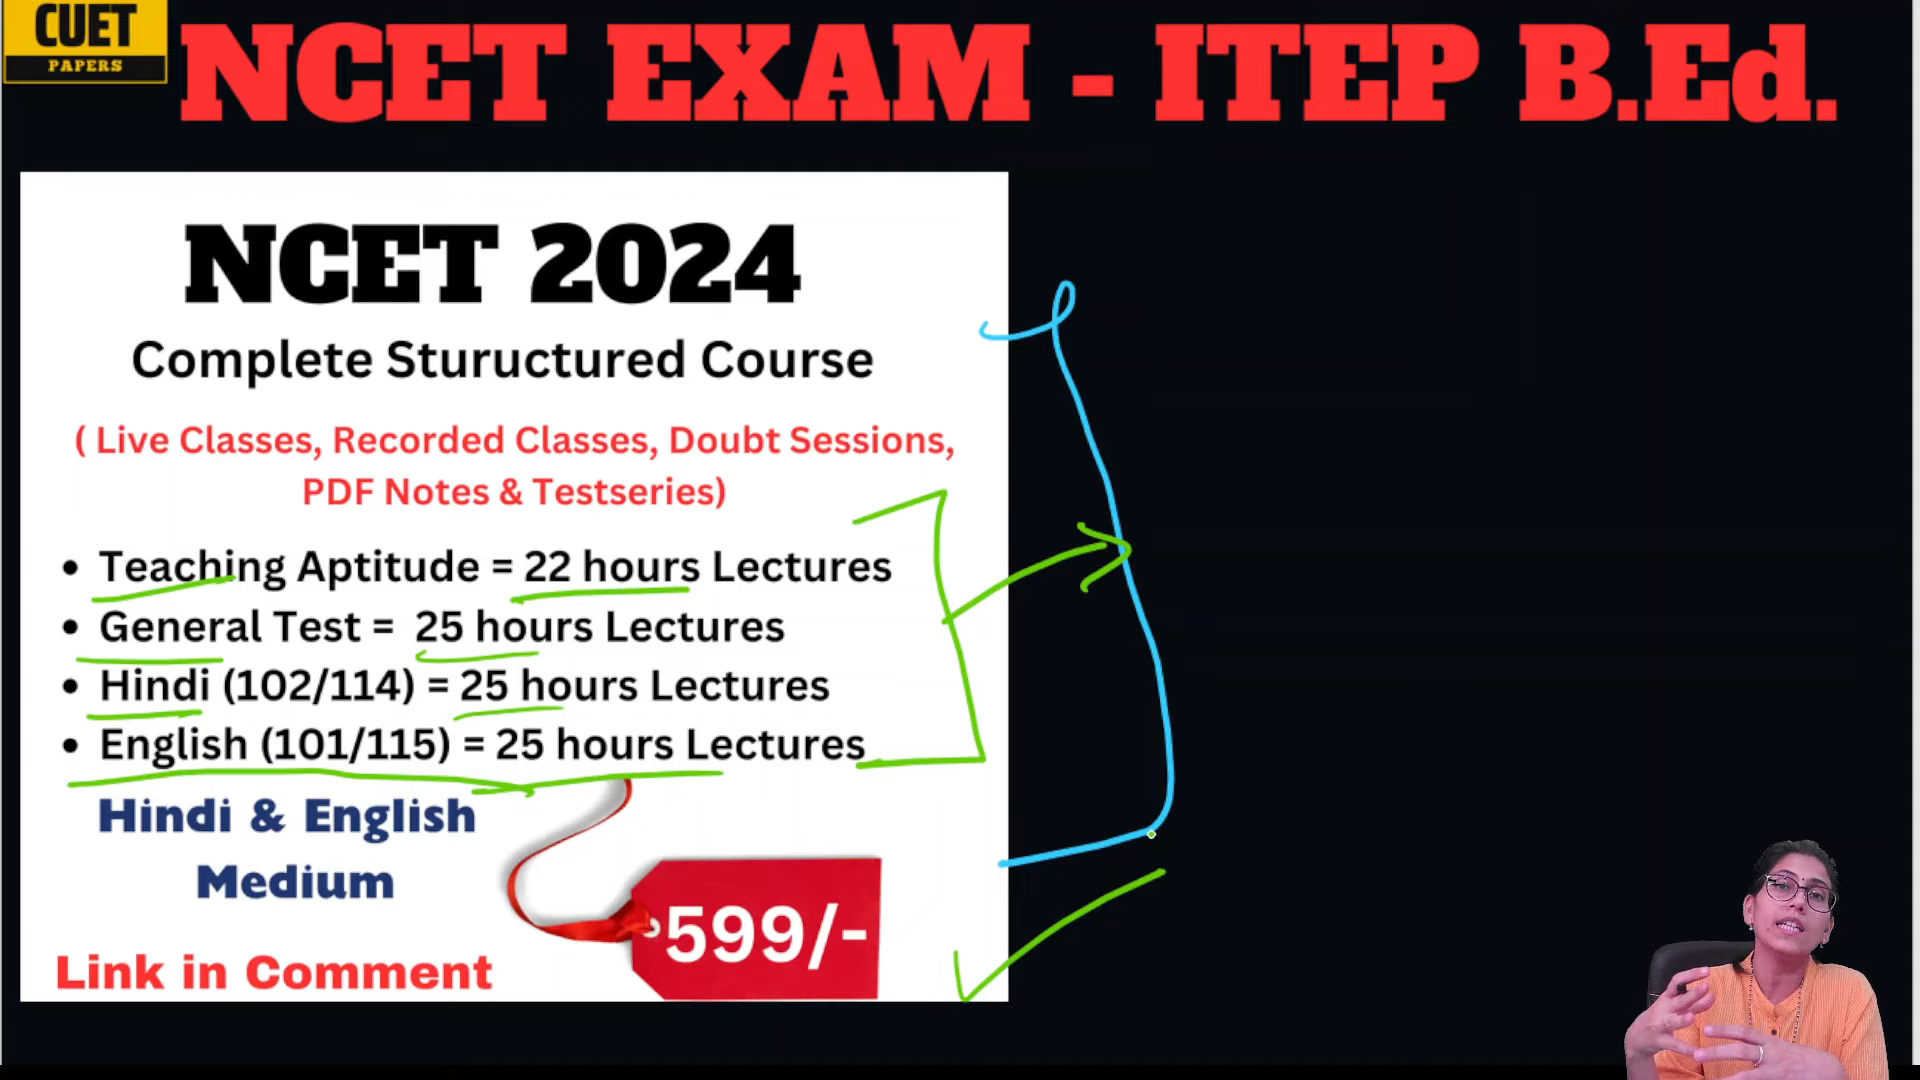 CUET
PAPERS
NCET EXAM - ITEP B.Ed.
NCET 2024
Complete Stuructured Course
( Live Classes, Recorded Classes, Doubt Sessions,
PDF Notes & Testseries)
• Teaching Aptitude = 22 hours Lectures
• General Test = 25 hours Lectures
• Hindi (102/114) = 25 hours Lectures
• English (101/115) = 25 hours Lectures
Hindi & English
Medium
599/-
Link in Comment